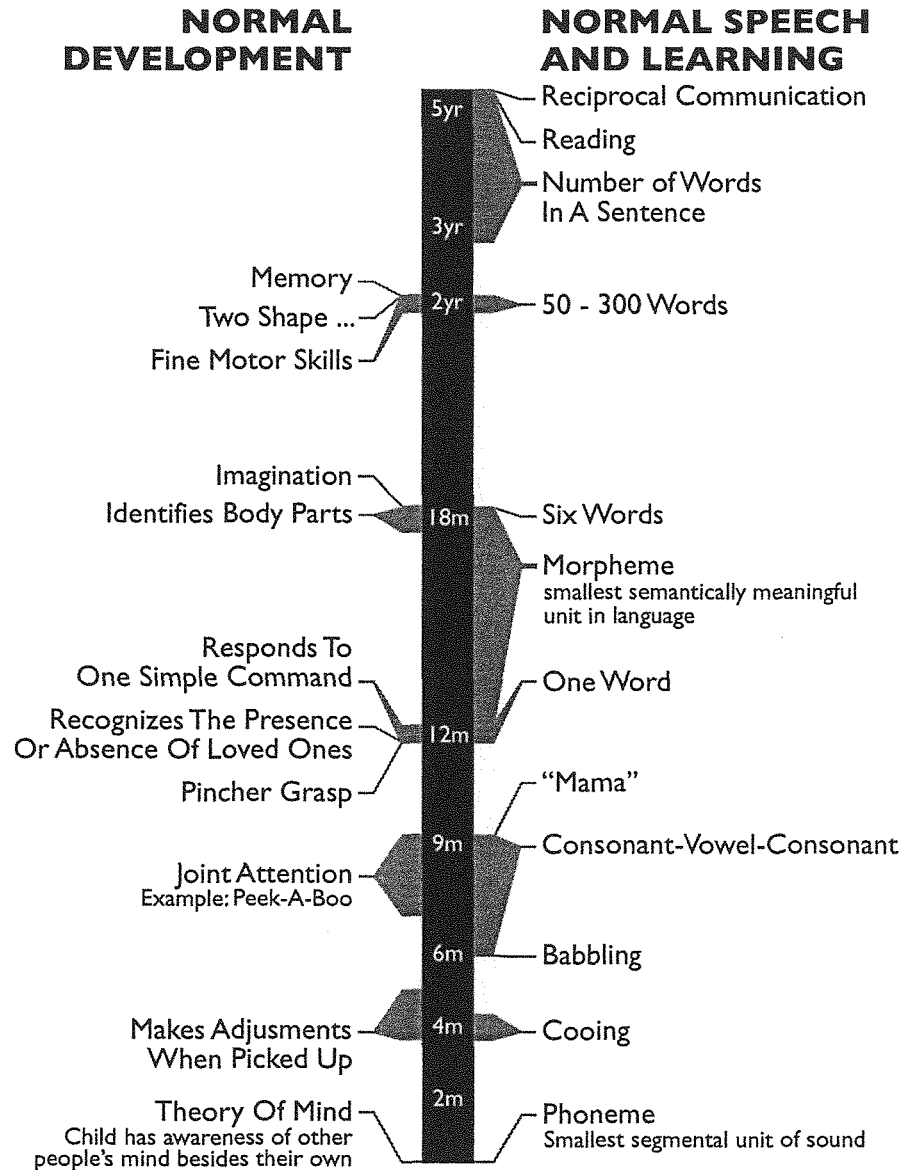 NORMAL
DEVELOPMENT
NORMAL SPEECH
AND LEARNING
5yr
Reciprocal Communication
Reading
Number of Words
In A Sentence
3yr
Memory
Two Shape ...
Fine Motor Skills
2yr
50 - 300 Words
Imagination
Identifies Body Parts
18m
Six Words
Morpheme
smallest semantically meaningful
unit in language
Responds To
One Simple Command
One Word
Recognizes The Presence
Or Absence Of Loved Ones
12m
Pincher Grasp
“Mama”
9m
Consonant-Vowel-Consonant
Joint Attention
Example: Peek-A-Boo
6m
Babbling
Makes Adjusments
When Picked Up
4m
Cooing
2m
Theory Of Mind
Child has awareness of other
people's mind besides their own
Phoneme
Smallest segmental unit of sound